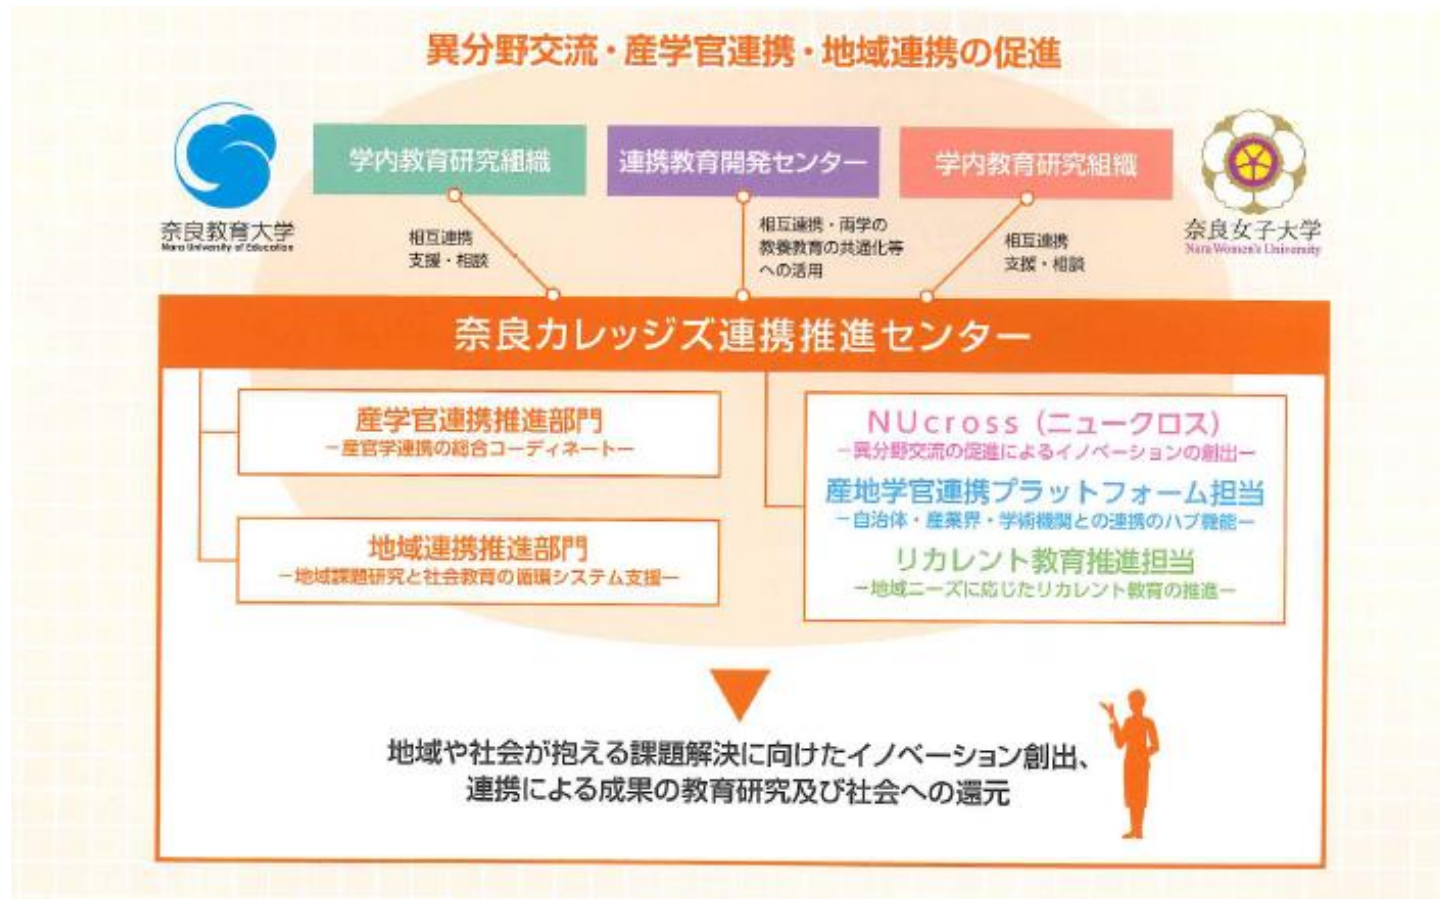 異分野交流・産学官連携・地域連携の促進
学内教育研究組織
連携教育開発センター
学内教育研究組織
奈良教育大学
Nara University of Education
奈良女子大学
Nara Women's University
相互連携
支援・相談
相互連携・両学の
教養教育の共通化等
への活用
相互連携
支援・相談
奈良カレッジズ連携推進センター
産学官連携推進部門
ー産官学連携の総合コーディネートー
地域連携推進部門
ー地域課題研究と社会教育の循環システム支援ー
NUcross（ニュークロス）
ー異分野交流の促進によるイノベーションの創出ー
産地学官連携プラットフォーム担当
ー自治体・産業界・学術機関との連携のハブ機能ー
リカレント教育推進担当
ー地域ニーズに応じたリカレント教育の推進ー
地域や社会が抱える課題解決に向けたイノベーション創出、
連携による成果の教育研究及び社会への還元